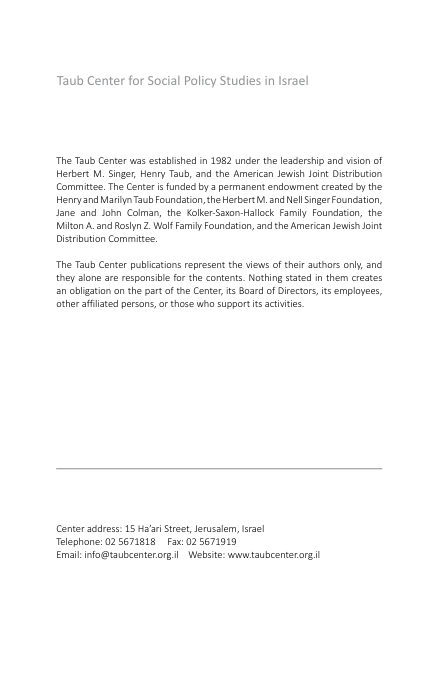 Taub Center for Social Policy Studies in Israel
The Taub Center was established in 1982 under the leadership and vision of
Herbert M. Singer, Henry Taub, and the American Jewish Joint Distribution
Committee. The Center is funded by a permanent endowment created by the
Henry and Marilyn Taub Foundation, the Herbert M. and Nell Singer Foundation,
Jane and John Colman, the Kolker-Saxon-Hallock Family Foundation, the
Milton A. and Roslyn Z. Wolf Family Foundation, and the American Jewish Joint
Distribution Committee.
The Taub Center publications represent the views of their authors only, and
they alone are responsible for the contents. Nothing stated in them creates
an obligation on the part of the Center, its Board of Directors, its employees,
other affiliated persons, or those who support its activities.
Center address: 15 Ha’ari Street, Jerusalem, Israel
Telephone: 02 5671818 Fax: 02 5671919
Email: info@taubcenter.org.il Website: www.taubcenter.org.il